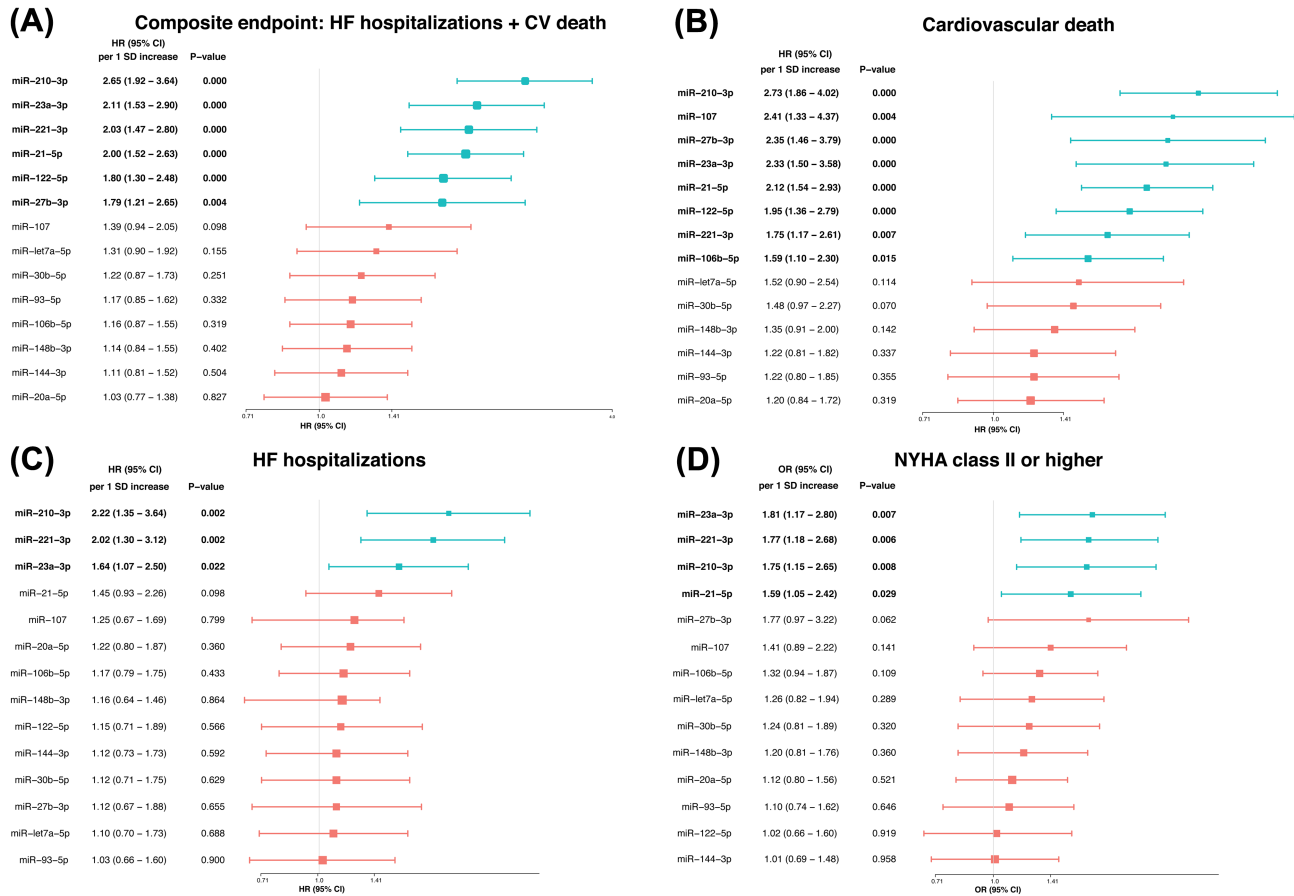 (A) Composite endpoint: HF hospitalizations + CV death
HR (95% CI)
per 1 SD increase P−value
miR−210−3p 2.65 (1.92 − 3.64) 0.000
miR−23a−3p 2.11 (1.53 − 2.90) 0.000
miR−221−3p 2.03 (1.47 − 2.80) 0.000
miR−21−5p 2.00 (1.52 − 2.63) 0.000
miR−122−5p 1.80 (1.30 − 2.48) 0.000
miR−27b−3p 1.79 (1.21 − 2.65) 0.004
miR−107 1.39 (0.94 − 2.05) 0.098
miR−let7a−5p 1.31 (0.90 − 1.92) 0.155
miR−30b−5p 1.22 (0.87 − 1.73) 0.251
miR−93−5p 1.17 (0.85 − 1.62) 0.332
miR−106b−5p 1.16 (0.87 − 1.55) 0.319
miR−148b−3p 1.14 (0.84 − 1.55) 0.402
miR−144−3p 1.11 (0.81 − 1.52) 0.504
miR−20a−5p 1.03 (0.77 − 1.38) 0.827
0.71 1.0 1.41 4.0
HR (95% CI)
(B) Cardiovascular death
HR (95% CI)
per 1 SD increase P−value
miR−210−3p 2.73 (1.86 − 4.02) 0.000
miR−107 2.41 (1.33 − 4.37) 0.004
miR−27b−3p 2.35 (1.46 − 3.79) 0.000
miR−23a−3p 2.33 (1.50 − 3.58) 0.000
miR−21−5p 2.12 (1.54 − 2.93) 0.000
miR−122−5p 1.95 (1.36 − 2.79) 0.000
miR−221−3p 1.75 (1.17 − 2.61) 0.007
miR−106b−5p 1.59 (1.10 − 2.30) 0.015
miR−let7a−5p 1.52 (0.90 − 2.54) 0.114
miR−30b−5p 1.48 (0.97 − 2.27) 0.070
miR−148b−3p 1.35 (0.91 − 2.00) 0.142
miR−144−3p 1.22 (0.81 − 1.82) 0.337
miR−93−5p 1.22 (0.80 − 1.85) 0.355
miR−20a−5p 1.20 (0.84 − 1.72) 0.319
0.71 1.0 1.41
HR (95% CI)
(C) HF hospitalizations
HR (95% CI)
per 1 SD increase P−value
miR−210−3p 2.22 (1.35 − 3.64) 0.002
miR−221−3p 2.02 (1.30 − 3.12) 0.002
miR−23a−3p 1.64 (1.07 − 2.50) 0.022
miR−21−5p 1.45 (0.93 − 2.26) 0.098
miR−107 1.25 (0.67 − 1.69) 0.799
miR−20a−5p 1.22 (0.80 − 1.87) 0.360
miR−106b−5p 1.17 (0.79 − 1.75) 0.433
miR−148b−3p 1.16 (0.64 − 1.46) 0.864
miR−122−5p 1.15 (0.71 − 1.89) 0.566
miR−144−3p 1.12 (0.73 − 1.73) 0.592
miR−30b−5p 1.12 (0.71 − 1.75) 0.629
miR−27b−3p 1.12 (0.67 − 1.88) 0.655
miR−let7a−5p 1.10 (0.70 − 1.73) 0.688
miR−93−5p 1.03 (0.66 − 1.60) 0.900
0.71 1.0 1.41
HR (95% CI)
(D) NYHA class II or higher
OR (95% CI)
per 1 SD increase P−value
miR−23a−3p 1.81 (1.17 − 2.80) 0.007
miR−221−3p 1.77 (1.18 − 2.68) 0.006
miR−210−3p 1.75 (1.15 − 2.65) 0.008
miR−21−5p 1.59 (1.05 − 2.42) 0.029
miR−27b−3p 1.77 (0.97 − 3.22) 0.062
miR−107 1.41 (0.89 − 2.22) 0.141
miR−106b−5p 1.32 (0.94 − 1.87) 0.109
miR−let7a−5p 1.26 (0.82 − 1.94) 0.289
miR−30b−5p 1.24 (0.81 − 1.89) 0.320
miR−148b−3p 1.20 (0.81 − 1.76) 0.360
miR−20a−5p 1.12 (0.80 − 1.56) 0.521
miR−93−5p 1.10 (0.74 − 1.62) 0.646
miR−122−5p 1.02 (0.66 − 1.60) 0.919
miR−144−3p 1.01 (0.69 − 1.48) 0.958
0.71 1.0 1.41
OR (95% CI)